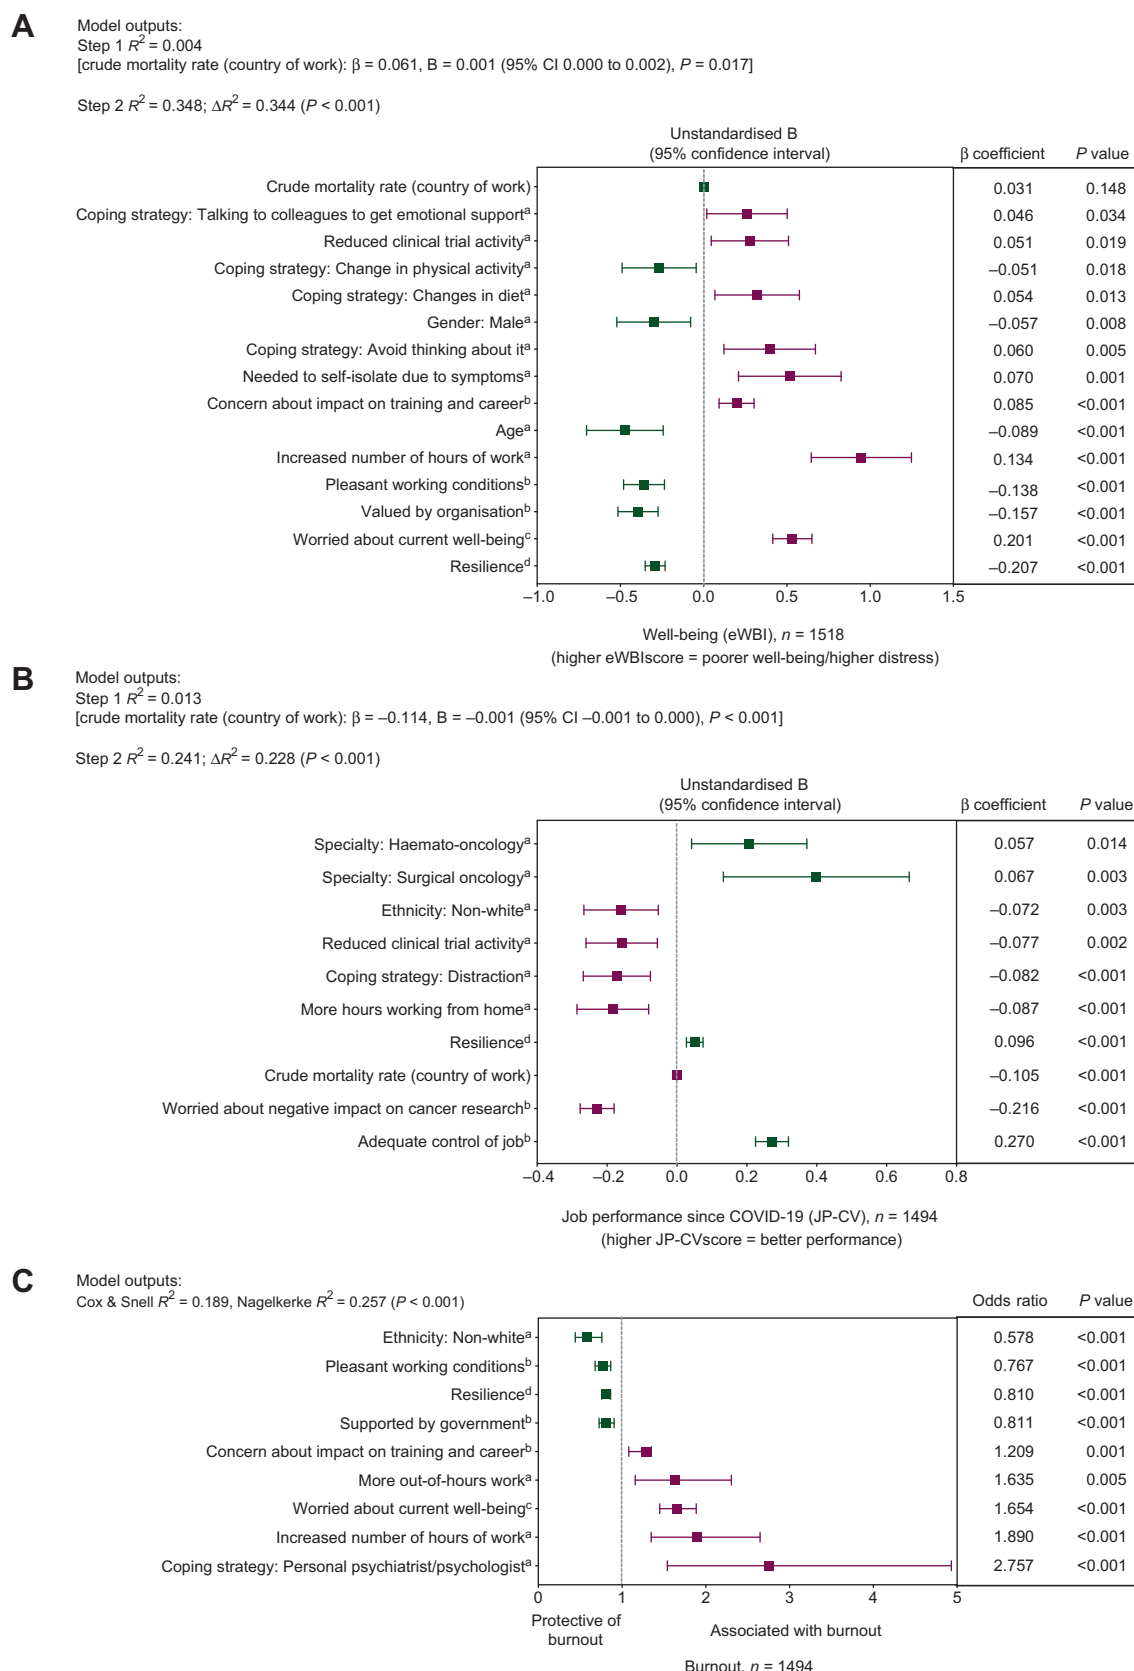 A
Model outputs:
Step 1 R² = 0.004
[crude mortality rate (country of work): β = 0.061, B = 0.001 (95% CI 0.000 to 0.002), P = 0.017]
Step 2 R² = 0.348; ΔR² = 0.344 (P < 0.001)
Unstandardised B
(95% confidence interval) β coefficient P value
Crude mortality rate (country of work) 0.031 0.148
Coping strategy: Talking to colleagues to get emotional supportᵃ 0.046 0.034
Reduced clinical trial activityᵃ 0.051 0.019
Coping strategy: Change in physical activityᵃ –0.051 0.018
Coping strategy: Changes in dietᵃ 0.054 0.013
Gender: Maleᵃ –0.057 0.008
Coping strategy: Avoid thinking about itᵃ 0.060 0.005
Needed to self-isolate due to symptomsᵃ 0.070 0.001
Concern about impact on training and careerᵇ 0.085 <0.001
Ageᵃ –0.089 <0.001
Increased number of hours of workᵃ 0.134 <0.001
Pleasant working conditionsᵇ –0.138 <0.001
Valued by organisationᵇ –0.157 <0.001
Worried about current well-beingᶜ 0.201 <0.001
Resilienceᵈ –0.207 <0.001
–1.0 –0.5 0.0 0.5 1.0 1.5
Well-being (eWBI), n = 1518
(higher eWBIscore = poorer well-being/higher distress)
B
Model outputs:
Step 1 R² = 0.013
[crude mortality rate (country of work): β = –0.114, B = –0.001 (95% CI –0.001 to 0.000), P < 0.001]
Step 2 R² = 0.241; ΔR² = 0.228 (P < 0.001)
Unstandardised B
(95% confidence interval) β coefficient P value
Specialty: Haemato-oncologyᵃ 0.057 0.014
Specialty: Surgical oncologyᵃ 0.067 0.003
Ethnicity: Non-whiteᵃ –0.072 0.003
Reduced clinical trial activityᵃ –0.077 0.002
Coping strategy: Distractionᵃ –0.082 <0.001
More hours working from homeᵃ –0.087 <0.001
Resilienceᵈ 0.096 <0.001
Crude mortality rate (country of work) –0.105 <0.001
Worried about negative impact on cancer researchᵇ –0.216 <0.001
Adequate control of jobᵇ 0.270 <0.001
–0.4 –0.2 0.0 0.2 0.4 0.6 0.8
Job performance since COVID-19 (JP-CV), n = 1494
(higher JP-CVscore = better performance)
C
Model outputs:
Cox & Snell R² = 0.189, Nagelkerke R² = 0.257 (P < 0.001) Odds ratio P value
Ethnicity: Non-whiteᵃ 0.578 <0.001
Pleasant working conditionsᵇ 0.767 <0.001
Resilienceᵈ 0.810 <0.001
Supported by governmentᵇ 0.811 <0.001
Concern about impact on training and careerᵇ 1.209 0.001
More out-of-hours workᵃ 1.635 0.005
Worried about current well-beingᶜ 1.654 <0.001
Increased number of hours of workᵃ 1.890 <0.001
Coping strategy: Personal psychiatrist/psychologistᵃ 2.757 <0.001
0 1 2 3 4 5
Protective of
burnout Associated with burnout
Burnout, n = 1494